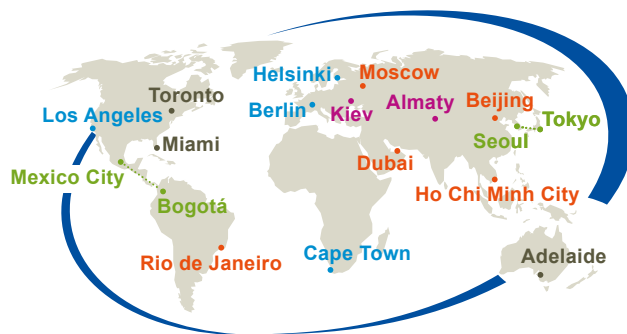 Helsinki
Moscow
Toronto
Los Angeles
Berlin
Kiev
Almaty
Beijing
Tokyo
Miami
Seoul
Mexico City
Dubai
Bogotá
Ho Chi Minh City
Rio de Janeiro
Cape Town
Adelaide